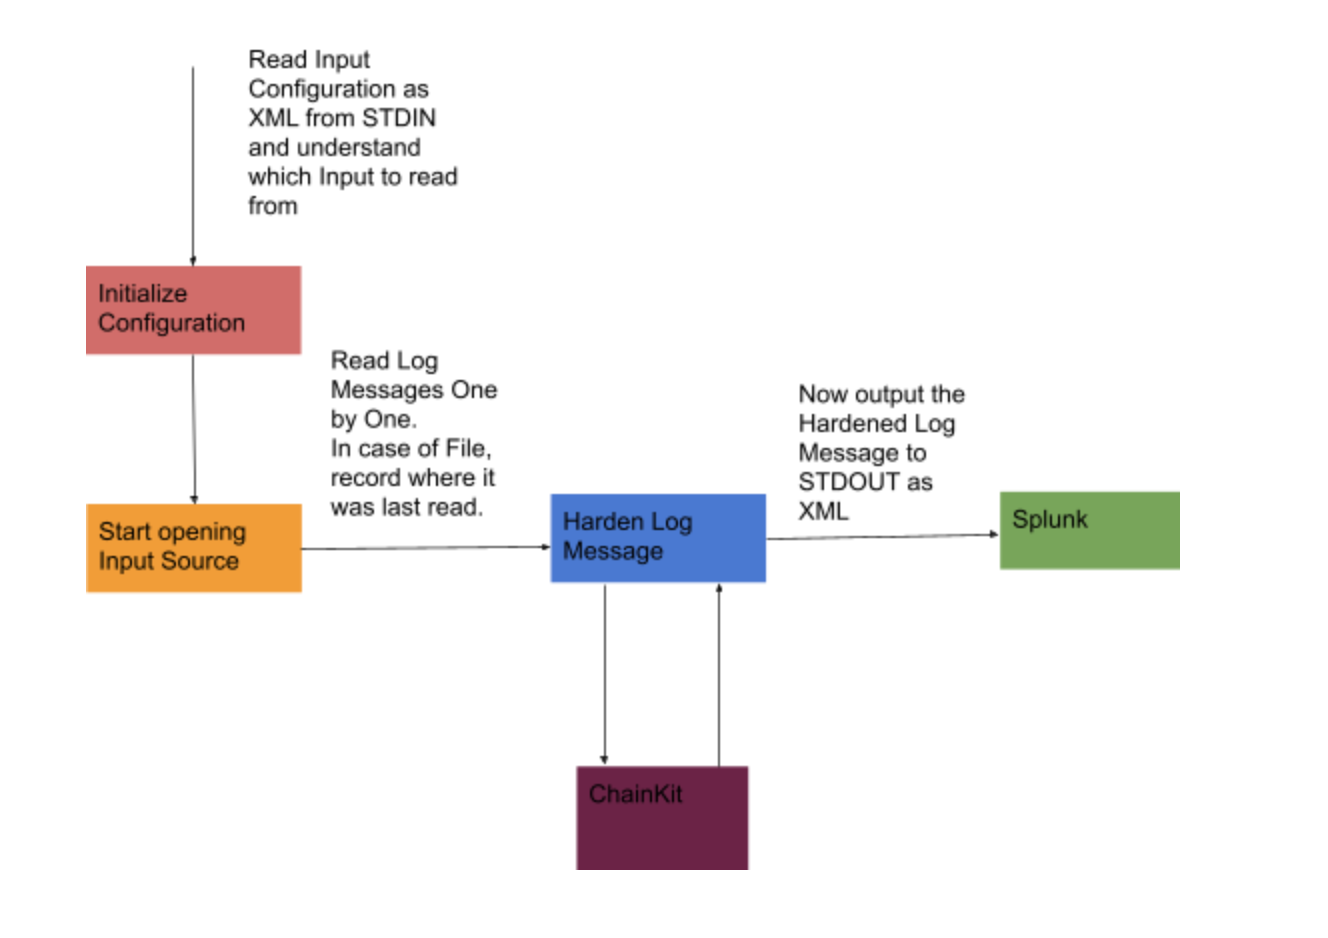 Read Input
Configuration as
XML from STDIN
and understand
which Input to read
from
Initialize
Configuration
Read Log
Messages One
by One.
In case of File,
record where it
was last read.
Start opening
Input Source
Harden Log
Message
Now output the
Hardened Log
Message to
STDOUT as
XML
Splunk
ChainKit